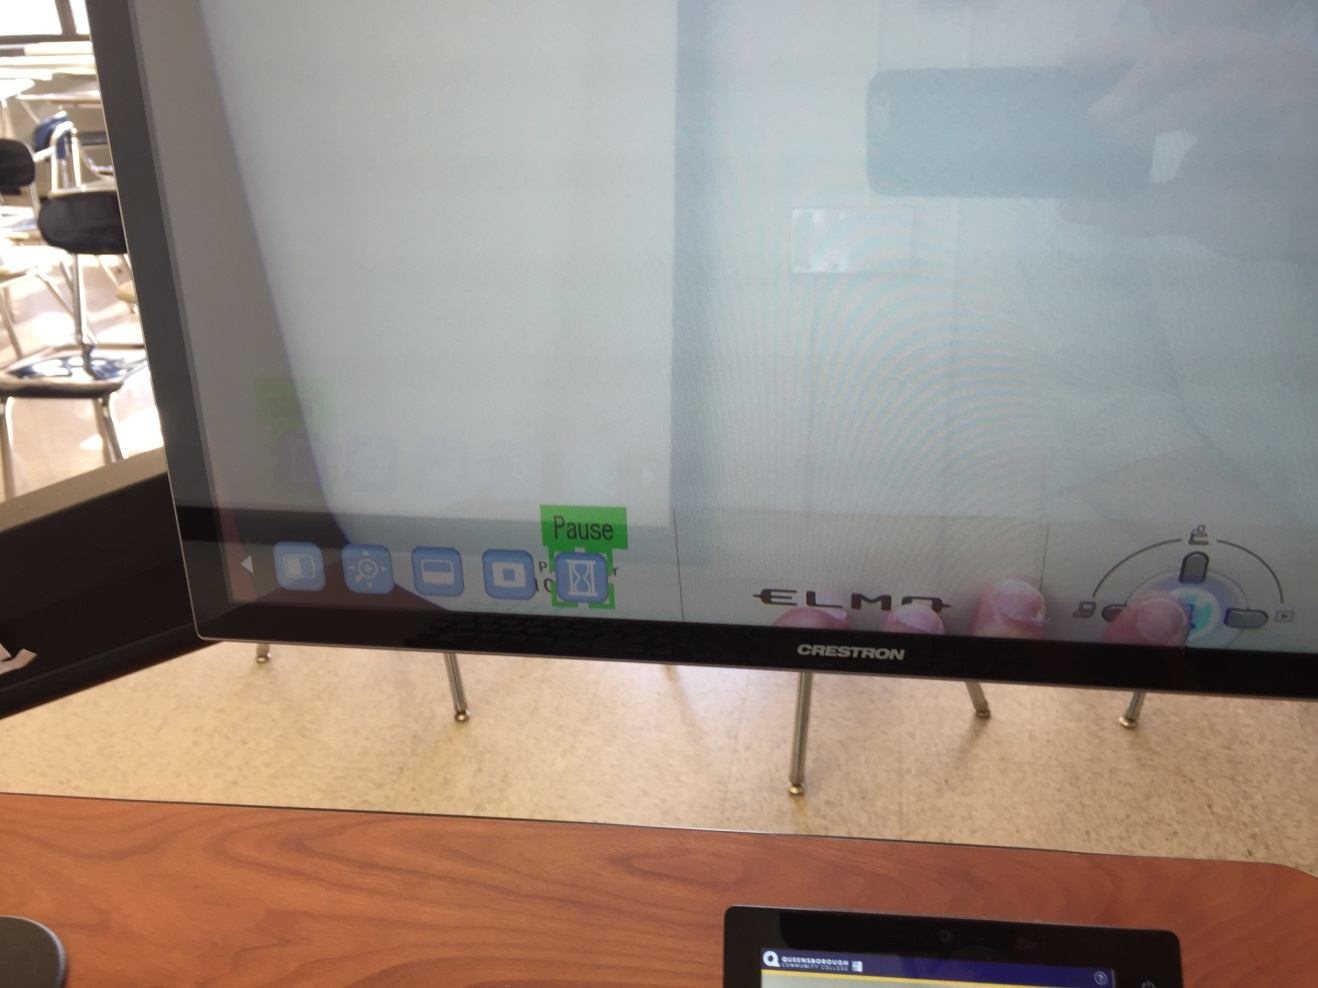 Pause
ELMO
CRESTRON
QUEENSBOROUGH
COMMUNITY COLLEGE
?